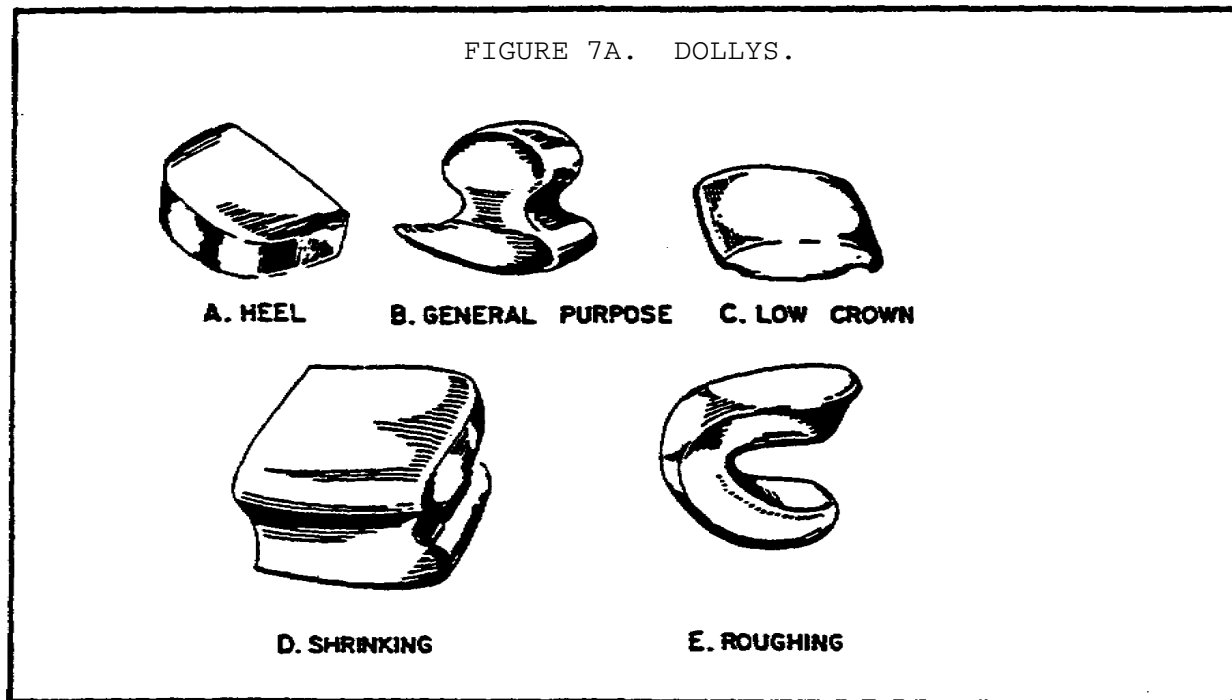 FIGURE 7A. DOLLYS.
A. HEEL
B. GENERAL PURPOSE
C. LOW CROWN
D. SHRINKING
E. ROUGHING